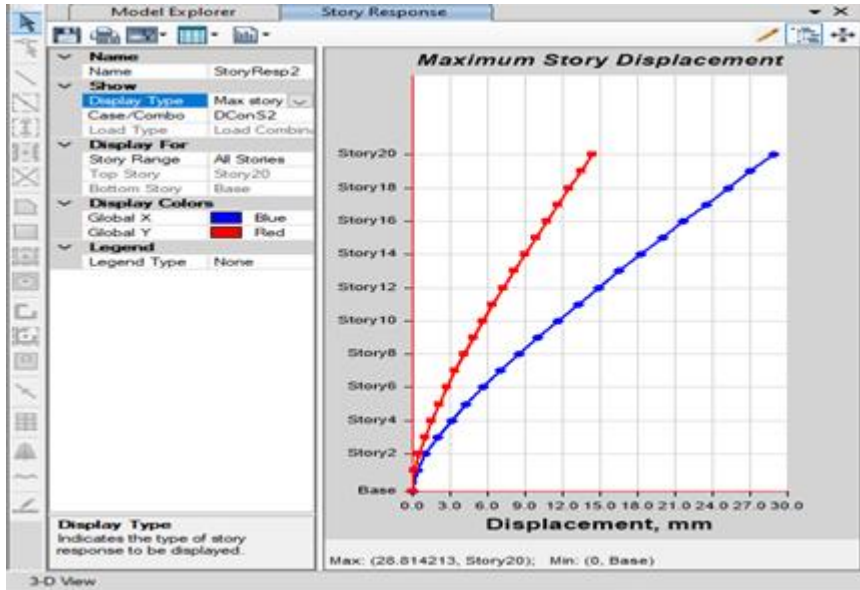 Model Explorer
Story Response
Name
Name StoryResp2
Show
Display Type Max story
Case/Combo DConS2
Load Type Load Combina
Display For
Story Range All Stories
Top Story Story20
Bottom Story Base
Display Colors
Global X Blue
Global Y Red
Legend
Legend Type None
Display Type
Indicates the type of story
response to be displayed.
Maximum Story Displacement
Story20
Story18
Story16
Story14
Story12
Story10
Story8
Story6
Story4
Story2
Base
0.0 3.0 6.0 9.0 12.0 15.0 18.0 21.0 24.0 27.0 30.0
Displacement, mm
Max: (28.814213, Story20); Min: (0, Base)
3-D View